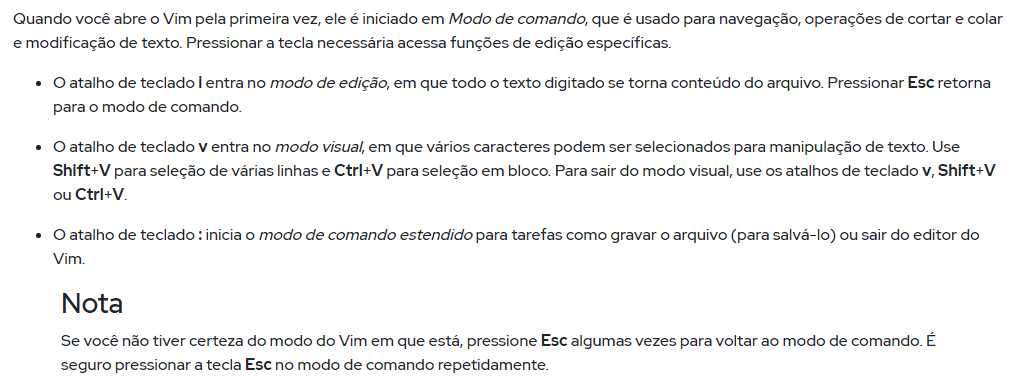 Quando você abre o Vim pela primeira vez, ele é iniciado em Modo de comando, que é usado para navegação, operações de cortar e colar
e modificação de texto. Pressionar a tecla necessária acessa funções de edição específicas.
• O atalho de teclado i entra no modo de edição, em que todo o texto digitado se torna conteúdo do arquivo. Pressionar Esc retorna
para o modo de comando.
• O atalho de teclado v entra no modo visual, em que vários caracteres podem ser selecionados para manipulação de texto. Use
Shift+V para seleção de várias linhas e Ctrl+V para seleção em bloco. Para sair do modo visual, use os atalhos de teclado v, Shift+V
ou Ctrl+V.
• O atalho de teclado : inicia o modo de comando estendido para tarefas como gravar o arquivo (para salvá-lo) ou sair do editor do
Vim.
Nota
Se você não tiver certeza do modo do Vim em que está, pressione Esc algumas vezes para voltar ao modo de comando. É
seguro pressionar a tecla Esc no modo de comando repetidamente.